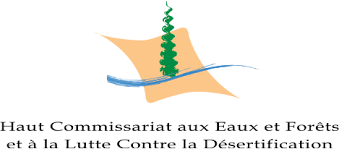 Haut Commissariat aux Eaux et Forêts
et à la Lutte Contre la Désertification